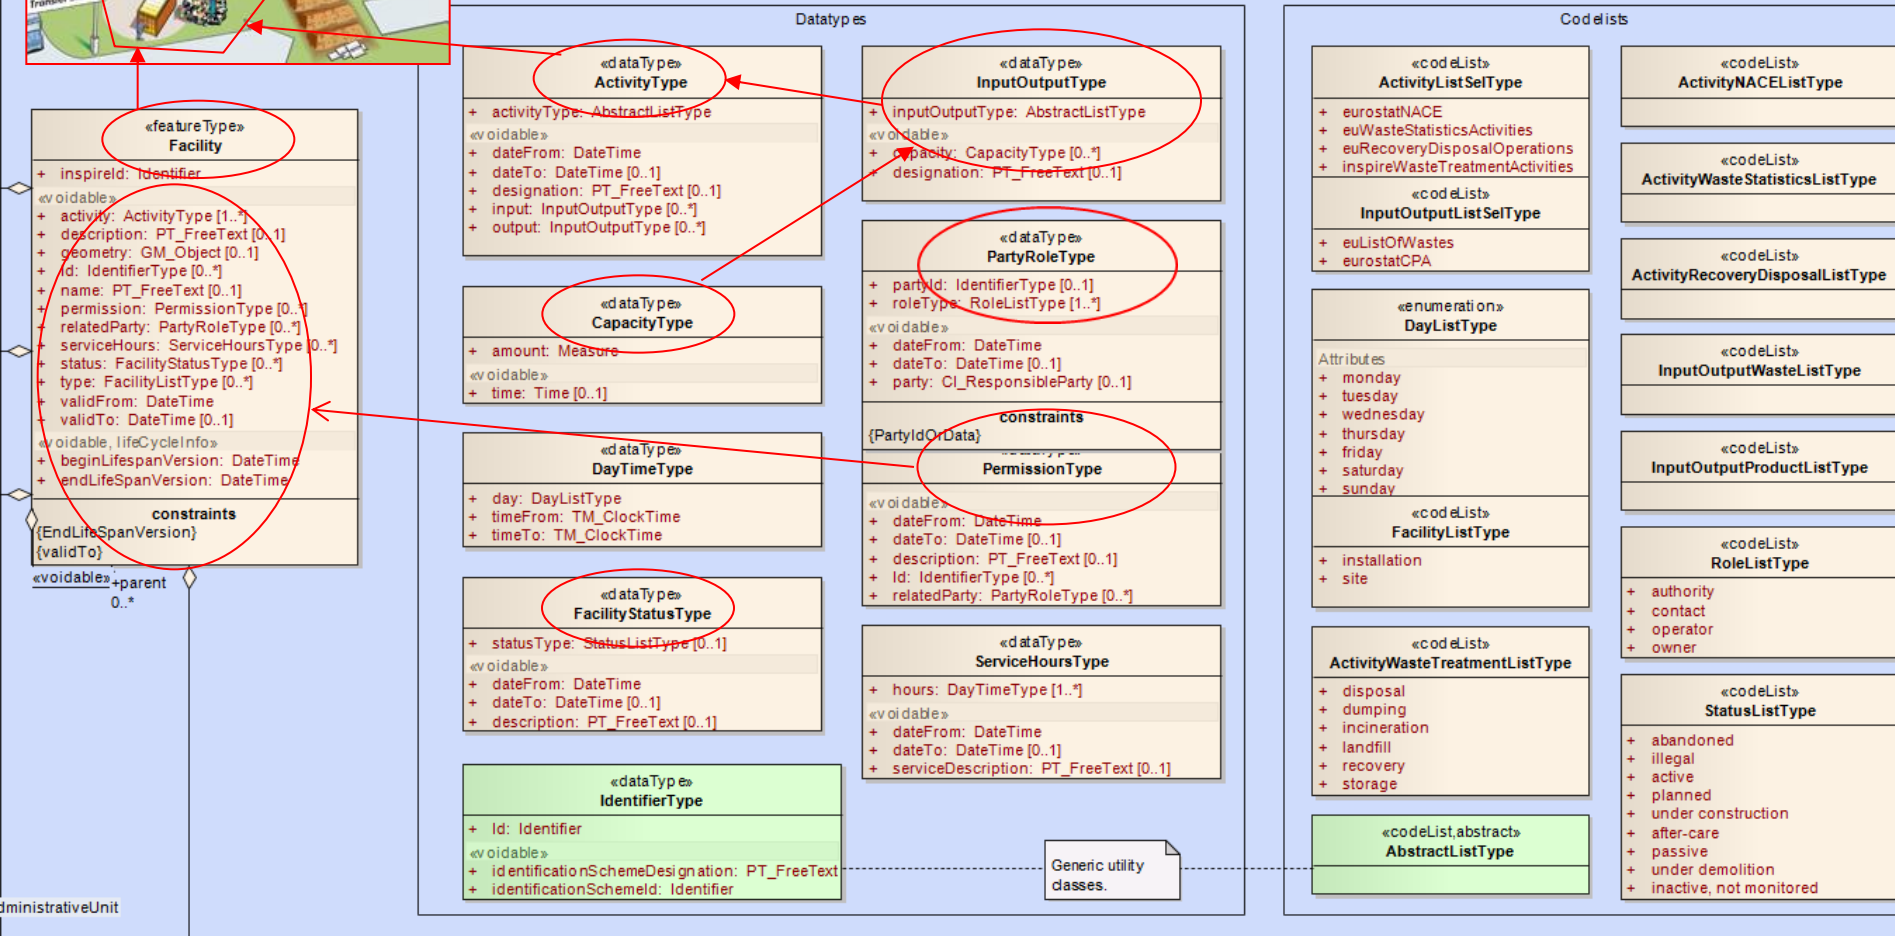 «featureType»
Facility
+ inspireId: Identifier
«voidable»
+ activity: ActivityType [1..*]
+ description: PT_FreeText [0..1]
+ geometry: GM_Object [0..1]
+ Id: IdentifierType [0..*]
+ name: PT_FreeText [0..1]
+ permission: PermissionType [0..*]
+ relatedParty: PartyRoleType [0..*]
+ serviceHours: ServiceHoursType [0..*]
+ status: FacilityStatusType [0..*]
+ type: FacilityListType [0..*]
+ validFrom: DateTime
+ validTo: DateTime [0..1]
«voidable, lifeCycleInfo»
+ beginLifespanVersion: DateTime
+ endLifeSpanVersion: DateTime
constraints
{EndLifeSpanVersion}
{validTo}
«voidable» +parent
0..*
dministrativeUnit
Datatypes
«dataType»
ActivityType
+ activityType: AbstractListType
«voidable»
+ dateFrom: DateTime
+ dateTo: DateTime [0..1]
+ designation: PT_FreeText [0..1]
+ input: InputOutputType [0..*]
+ output: InputOutputType [0..*]
«dataType»
CapacityType
+ amount: Measure
«voidable»
+ time: Time [0..1]
«dataType»
DayTimeType
+ day: DayListType
+ timeFrom: TM_ClockTime
+ timeTo: TM_ClockTime
«dataType»
FacilityStatusType
+ statusType: StatusListType [0..1]
«voidable»
+ dateFrom: DateTime
+ dateTo: DateTime [0..1]
+ description: PT_FreeText [0..1]
«dataType»
IdentifierType
+ Id: Identifier
«voidable»
+ identificationSchemeDesignation: PT_FreeText
+ identificationSchemeId: Identifier
«dataType»
InputOutputType
+ inputOutputType: AbstractListType
«voidable»
+ capacity: CapacityType [0..*]
+ designation: PT_FreeText [0..1]
«dataType»
PartyRoleType
+ partyId: IdentifierType [0..1]
+ roleType: RoleListType [1..*]
«voidable»
+ dateFrom: DateTime
+ dateTo: DateTime [0..1]
+ party: CI_ResponsibleParty [0..1]
constraints
{PartyIdOrData}
«dataType»
PermissionType
«voidable»
+ dateFrom: DateTime
+ dateTo: DateTime [0..1]
+ description: PT_FreeText [0..1]
+ Id: IdentifierType [0..*]
+ relatedParty: PartyRoleType [0..*]
«dataType»
ServiceHoursType
+ hours: DayTimeType [1..*]
«voidable»
+ dateFrom: DateTime
+ dateTo: DateTime [0..1]
+ serviceDescription: PT_FreeText [0..1]
Generic utility
classes.
Codelists
«codeList»
ActivityListSelType
+ eurostatNACE
+ euWasteStatisticsActivities
+ euRecoveryDisposalOperations
+ inspireWasteTreatmentActivities
«codeList»
InputOutputListSelType
+ euListOfWastes
+ eurostatCPA
«enumeration»
DayListType
Attributes
+ monday
+ tuesday
+ wednesday
+ thursday
+ friday
+ saturday
+ sunday
«codeList»
FacilityListType
+ installation
+ site
«codeList»
ActivityWasteTreatmentListType
+ disposal
+ dumping
+ incineration
+ landfill
+ recovery
+ storage
«codeList,abstract»
AbstractListType
«codeList»
ActivityNACEListType
«codeList»
ActivityWasteStatisticsListType
«codeList»
ActivityRecoveryDisposalListType
«codeList»
InputOutputWasteListType
«codeList»
InputOutputProductListType
«codeList»
RoleListType
+ authority
+ contact
+ operator
+ owner
«codeList»
StatusListType
+ abandoned
+ illegal
+ active
+ planned
+ under construction
+ after-care
+ passive
+ under demolition
+ inactive, not monitored